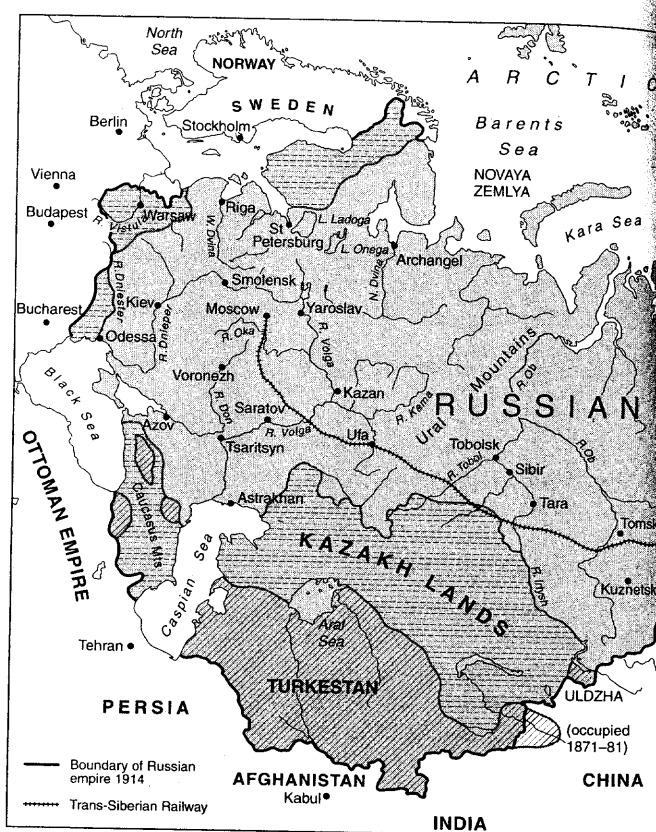 North
Sea
NORWAY
ARCTIC
SWEDEN
Berlin
Stockholm
Barents
Sea
NOVAYA
ZEMLYA
Vienna
Kara Sea
Budapest
R. Vistula
Warsaw
W. Dvina
Riga
St
Petersburg
L. Ladoga
L. Onega
N. Dvina
Archangel
R. Dniester
Smolensk
Bucharest
Kiev
R. Dnieper
Moscow
Yaroslav
R. Oka
R. Volga
Odessa
Mountains
Ural
R. Ob
Black Sea
Voronezh
Kazan
R. Kama
RUSSIAN
R. Don
Saratov
R. Volga
Azov
Tsaritsyn
Ufa
Tobolsk
R. Tobol
Sibir
R. Ob
OTTOMAN EMPIRE
Caucasus Mts
Astrakhan
Tara
Tomsk
KAZAKH LANDS
R. Irtysh
Kuznetsk
Caspian Sea
Aral
Sea
Tehran
TURKESTAN
ULDZHA
PERSIA
(occupied
1871–81)
Boundary of Russian
empire 1914
AFGHANISTAN
CHINA
Trans-Siberian Railway
Kabul
INDIA